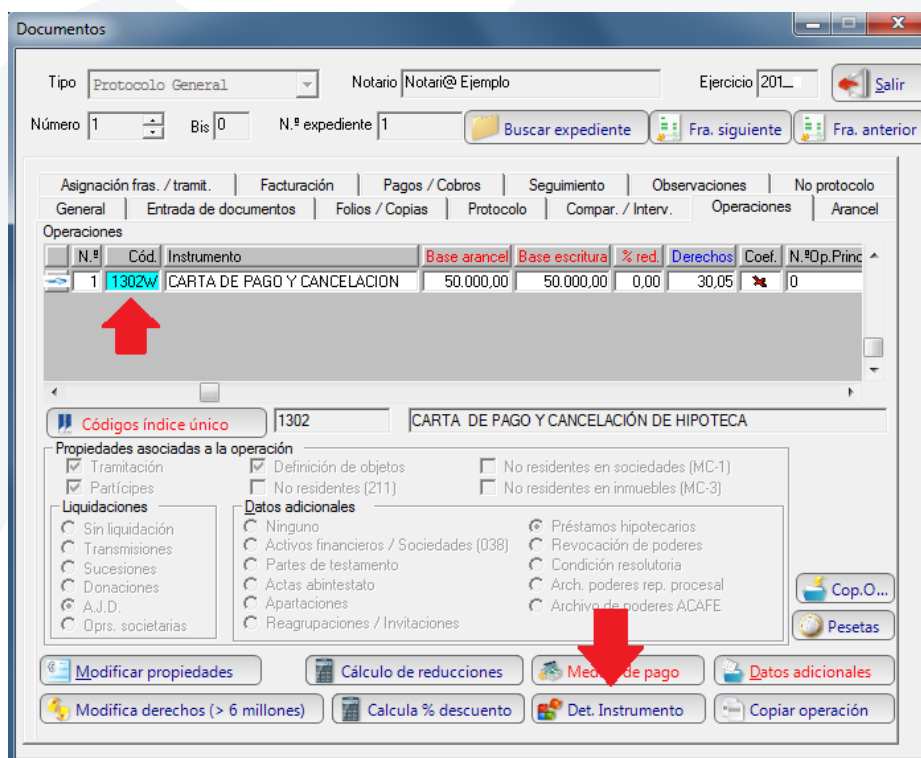 Documentos
Tipo Protocolo General Notario Notari@ Ejemplo Ejercicio 201_ Salir
Número 1 Bis 0 N.º expediente 1 Buscar expediente Fra. siguiente Fra. anterior
Asignación fras. / tramit. Facturación Pagos / Cobros Seguimiento Observaciones No protocolo
General Entrada de documentos Folios / Copias Protocolo Compar. / Interv. Operaciones Arancel
Operaciones
N.º Cód. Instrumento Base arancel Base escritura % red. Derechos Coef. N.ºOp.Princ
1 1302W CARTA DE PAGO Y CANCELACION 50.000,00 50.000,00 0,00 30,05 0
Códigos índice único 1302 CARTA DE PAGO Y CANCELACIÓN DE HIPOTECA
Propiedades asociadas a la operación
Tramitación Definición de objetos No residentes en sociedades (MC-1)
Partícipes No residentes (211) No residentes en inmuebles (MC-3)
Liquidaciones Datos adicionales
Sin liquidación Ninguno Préstamos hipotecarios
Transmisiones Activos financieros / Sociedades (038) Revocación de poderes
Sucesiones Partes de testamento Condición resolutoria
Donaciones Actas abintestato Arch. poderes rep. procesal
A.J.D. Apartaciones Archivo de poderes ACAFE
Oprs. societarias Reagrupaciones / Invitaciones
Cop.O...
Pesetas
Modificar propiedades Cálculo de reducciones de pago Datos adicionales
Modifica derechos (> 6 millones) Calcula % descuento Det. Instrumento Copiar operación